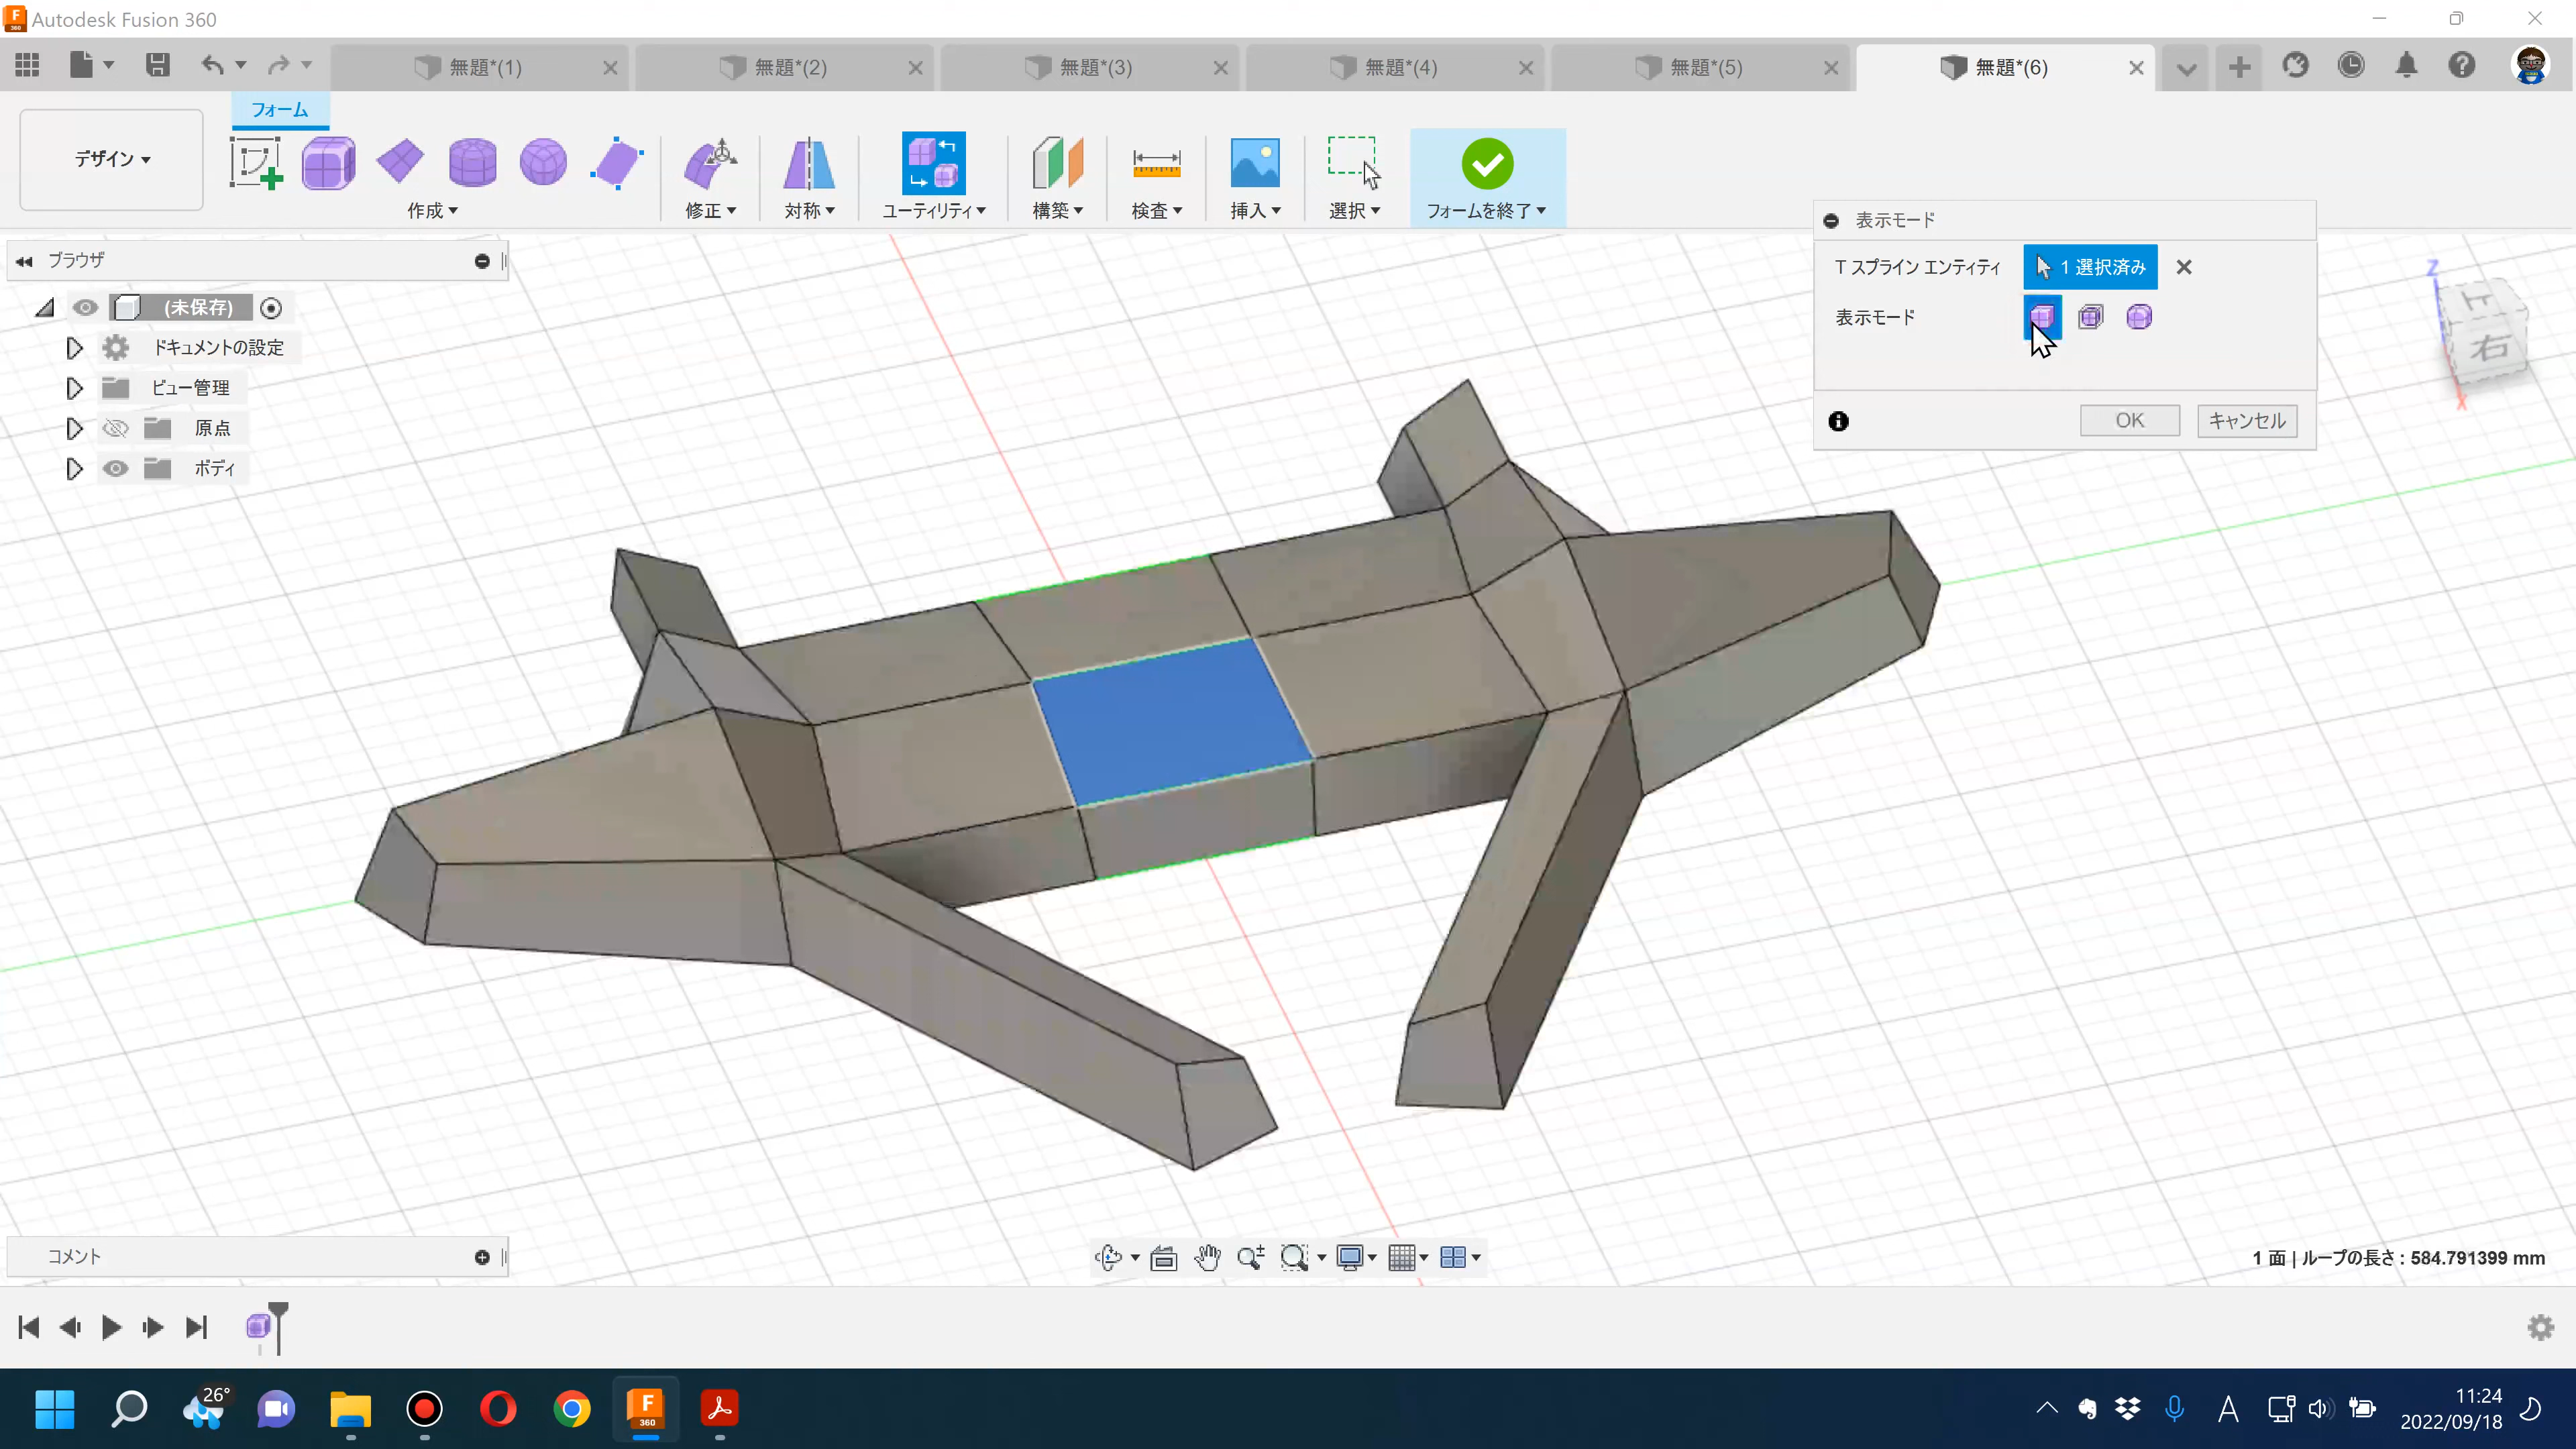 Autodesk Fusion 360
無題*(1)
無題*(2)
無題*(3)
無題*(4)
無題*(5)
無題*(6)
フォーム
デザイン
作成
修正
対称
ユーティリティ
構築
検査
挿入
選択
フォームを終了
ブラウザ
(未保存)
ドキュメントの設定
ビュー管理
原点
ボディ
表示モード
T スプライン エンティティ
1 選択済み
表示モード
OK
キャンセル
Z
右
X
コメント
1 面 | ループの長さ : 584.791399 mm
26°
F
360
A
11:24
2022/09/18